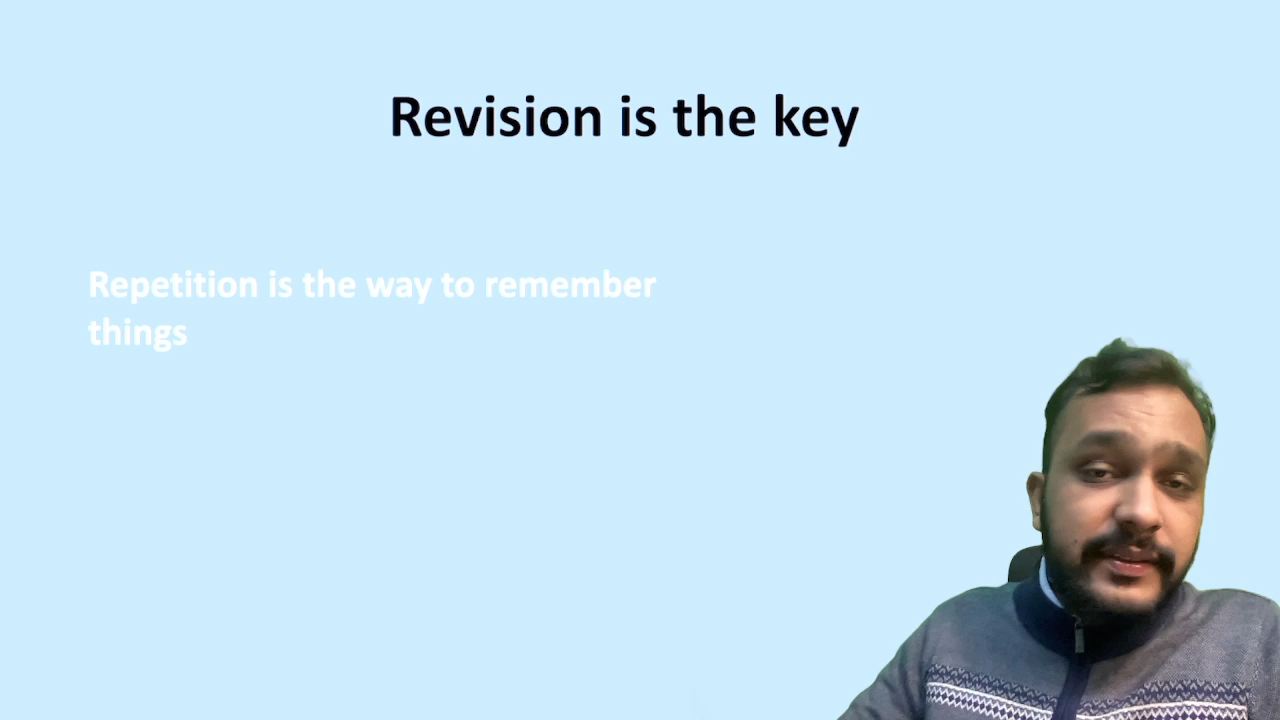 Revision is the key
Repetition is the way to remember
things